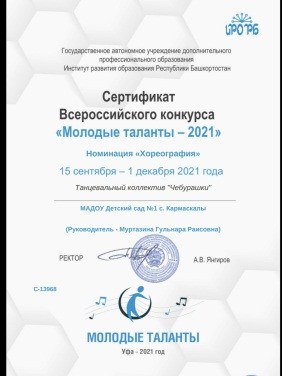 ИРО РБ
Государственное автономное учреждение дополнительного
профессионального образования
Институт развития образования Республики Башкортостан
Сертификат
Всероссийского конкурса
«Молодые таланты – 2021»
Номинация «Хореография»
15 сентября – 1 декабря 2021 года
Танцевальный коллектив "Чебурашки"
МАДОУ Детский сад №1 с. Кармаскалы
(Руководитель - Муртазина Гульнара Раисовна)
РЕКТОР
А.В. Янгиров
С-13968
МОЛОДЫЕ ТАЛАНТЫ
Уфа - 2021 год